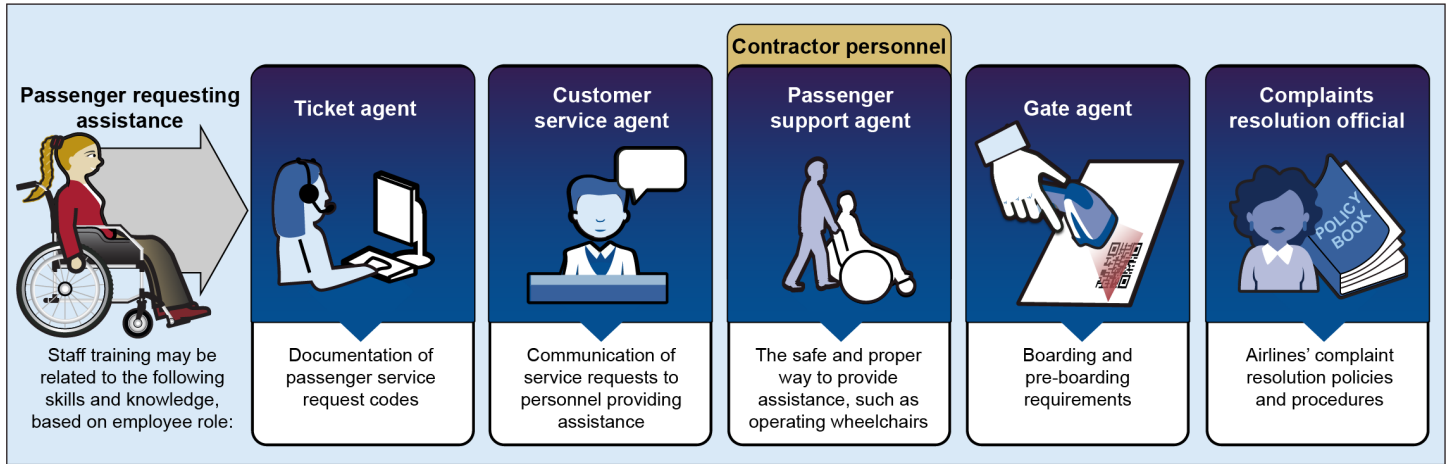 Passenger requesting
assistance
Staff training may be
related to the following
skills and knowledge,
based on employee role:
Ticket agent
Documentation of
passenger service
request codes
Customer
service agent
Communication of
service requests to
personnel providing
assistance
Contractor personnel
Passenger
support agent
The safe and proper
way to provide
assistance, such as
operating wheelchairs
Gate agent
Boarding and
pre-boarding
requirements
Complaints
resolution official
POLICY
BOOK
Airlines’ complaint
resolution policies
and procedures